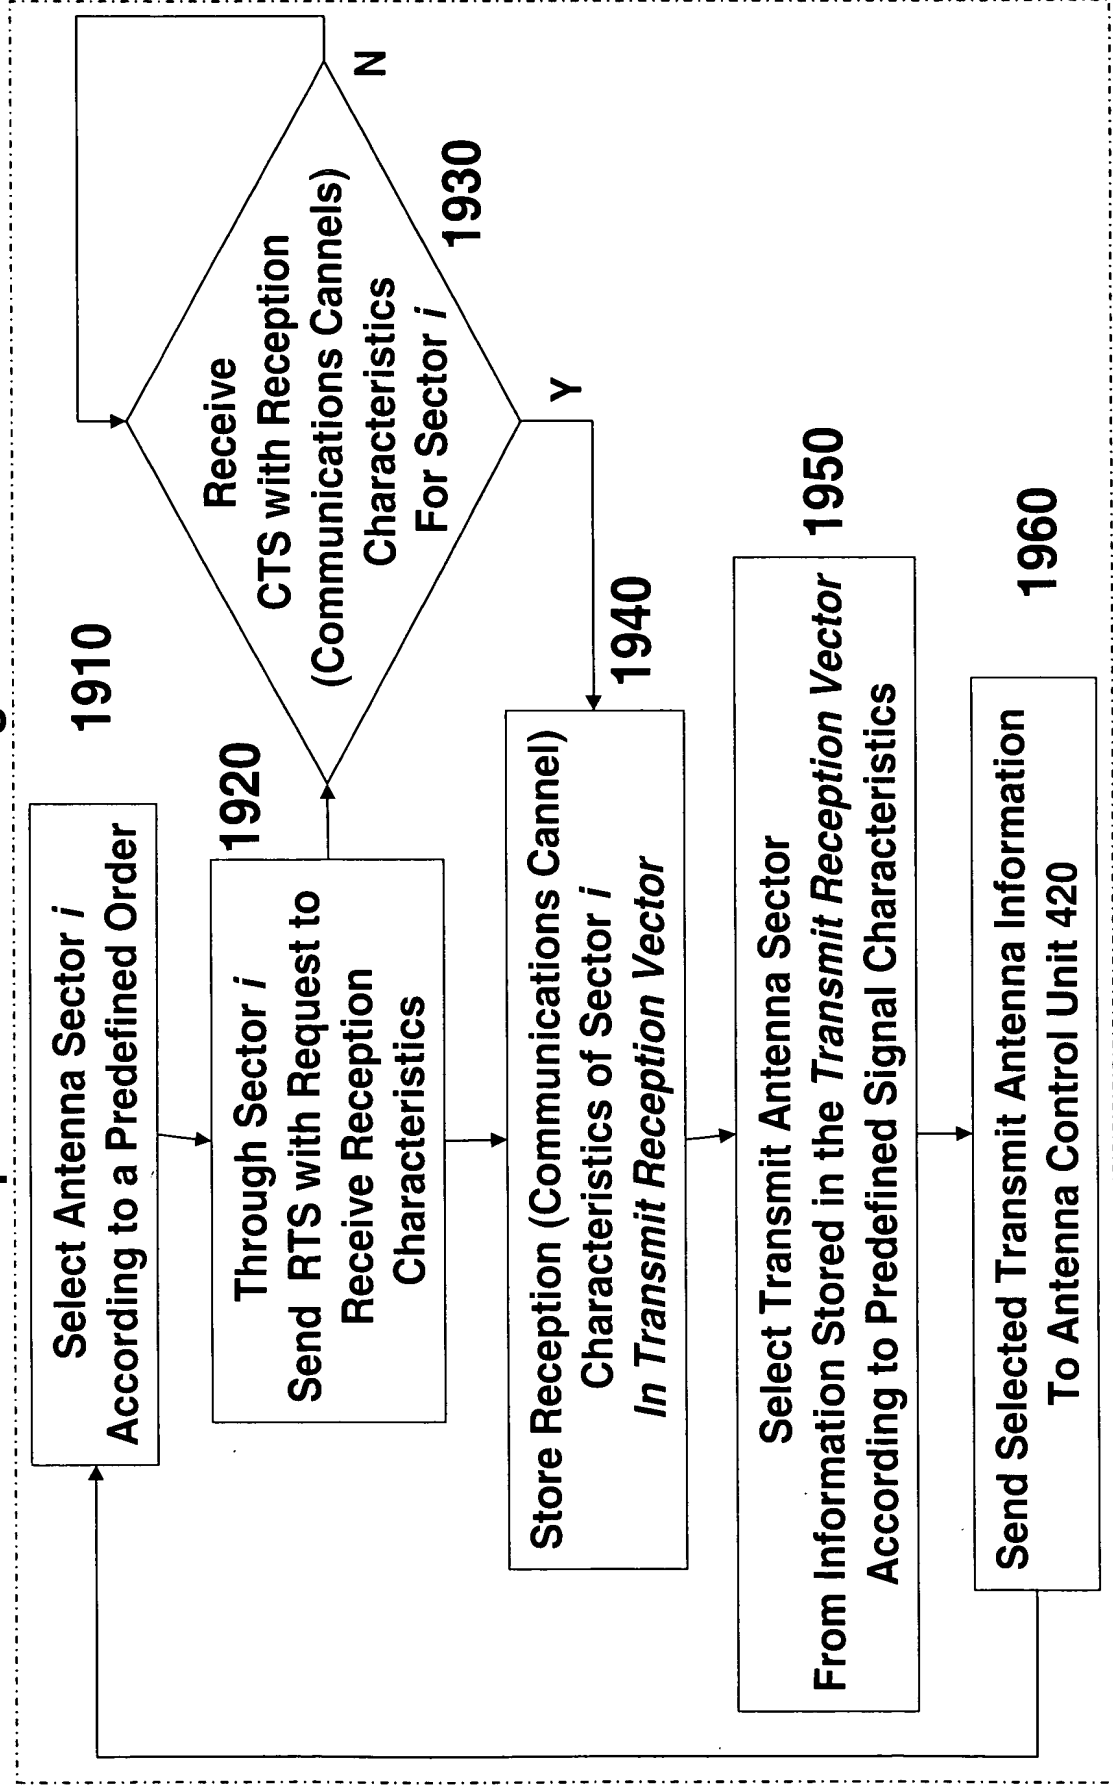 1910
Select Antenna Sector i
According to a Predefined Order
1920
Through Sector i
Send RTS with Request to
Receive Reception
Characteristics
Receive
CTS with Reception
(Communications Cannels)
Characteristics
For Sector i
1930
N
Y
1940
Store Reception (Communications Cannel)
Characteristics of Sector i
In Transmit Reception Vector
1950
Select Transmit Antenna Sector
From Information Stored in the Transmit Reception Vector
According to Predefined Signal Characteristics
1960
Send Selected Transmit Antenna Information
To Antenna Control Unit 420